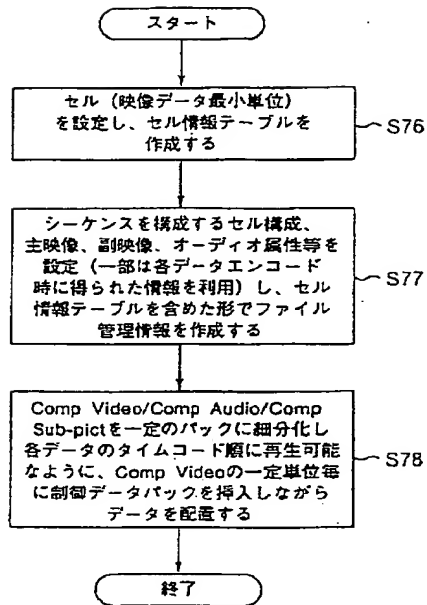 スタート
セル（映像データ最小単位）
を設定し、セル情報テーブルを
作成する
S76
シーケンスを構成するセル構成、
主映像、副映像、オーディオ属性等を
設定（一部は各データエンコード
時に得られた情報を利用）し、セル
情報テーブルを含めた形でファイル
管理情報を作成する
S77
Comp Video/Comp Audio/Comp
Sub-pictを一定のパックに細分化し
各データのタイムコード順に再生可能
なように、Comp Videoの一定単位毎
に制御データパックを挿入しながら
データを配置する
S78
終了